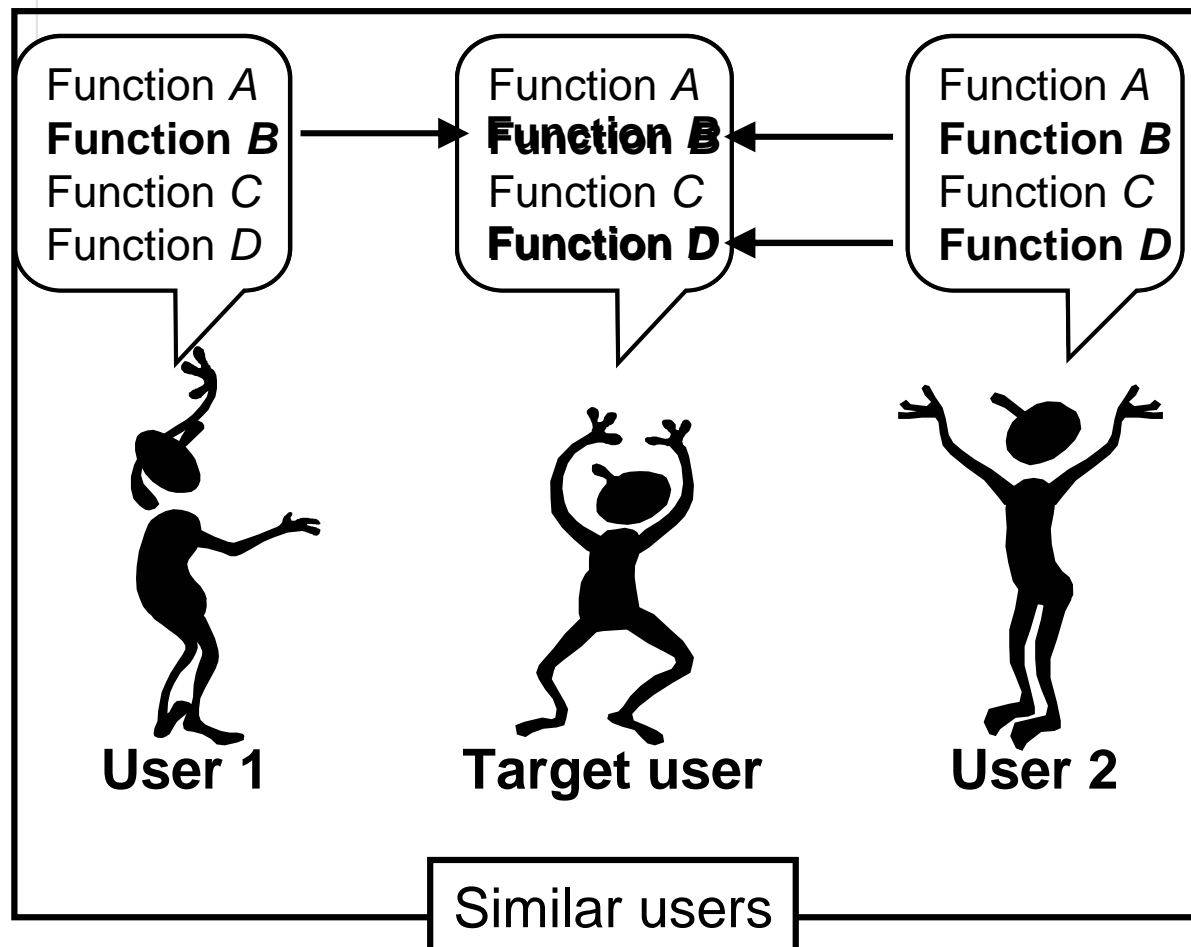 Function A
Function B
Function C
Function D
Function A
Function B
Function C
Function D
Function A
Function B
Function C
Function D
User 1
Target user
User 2
Similar users